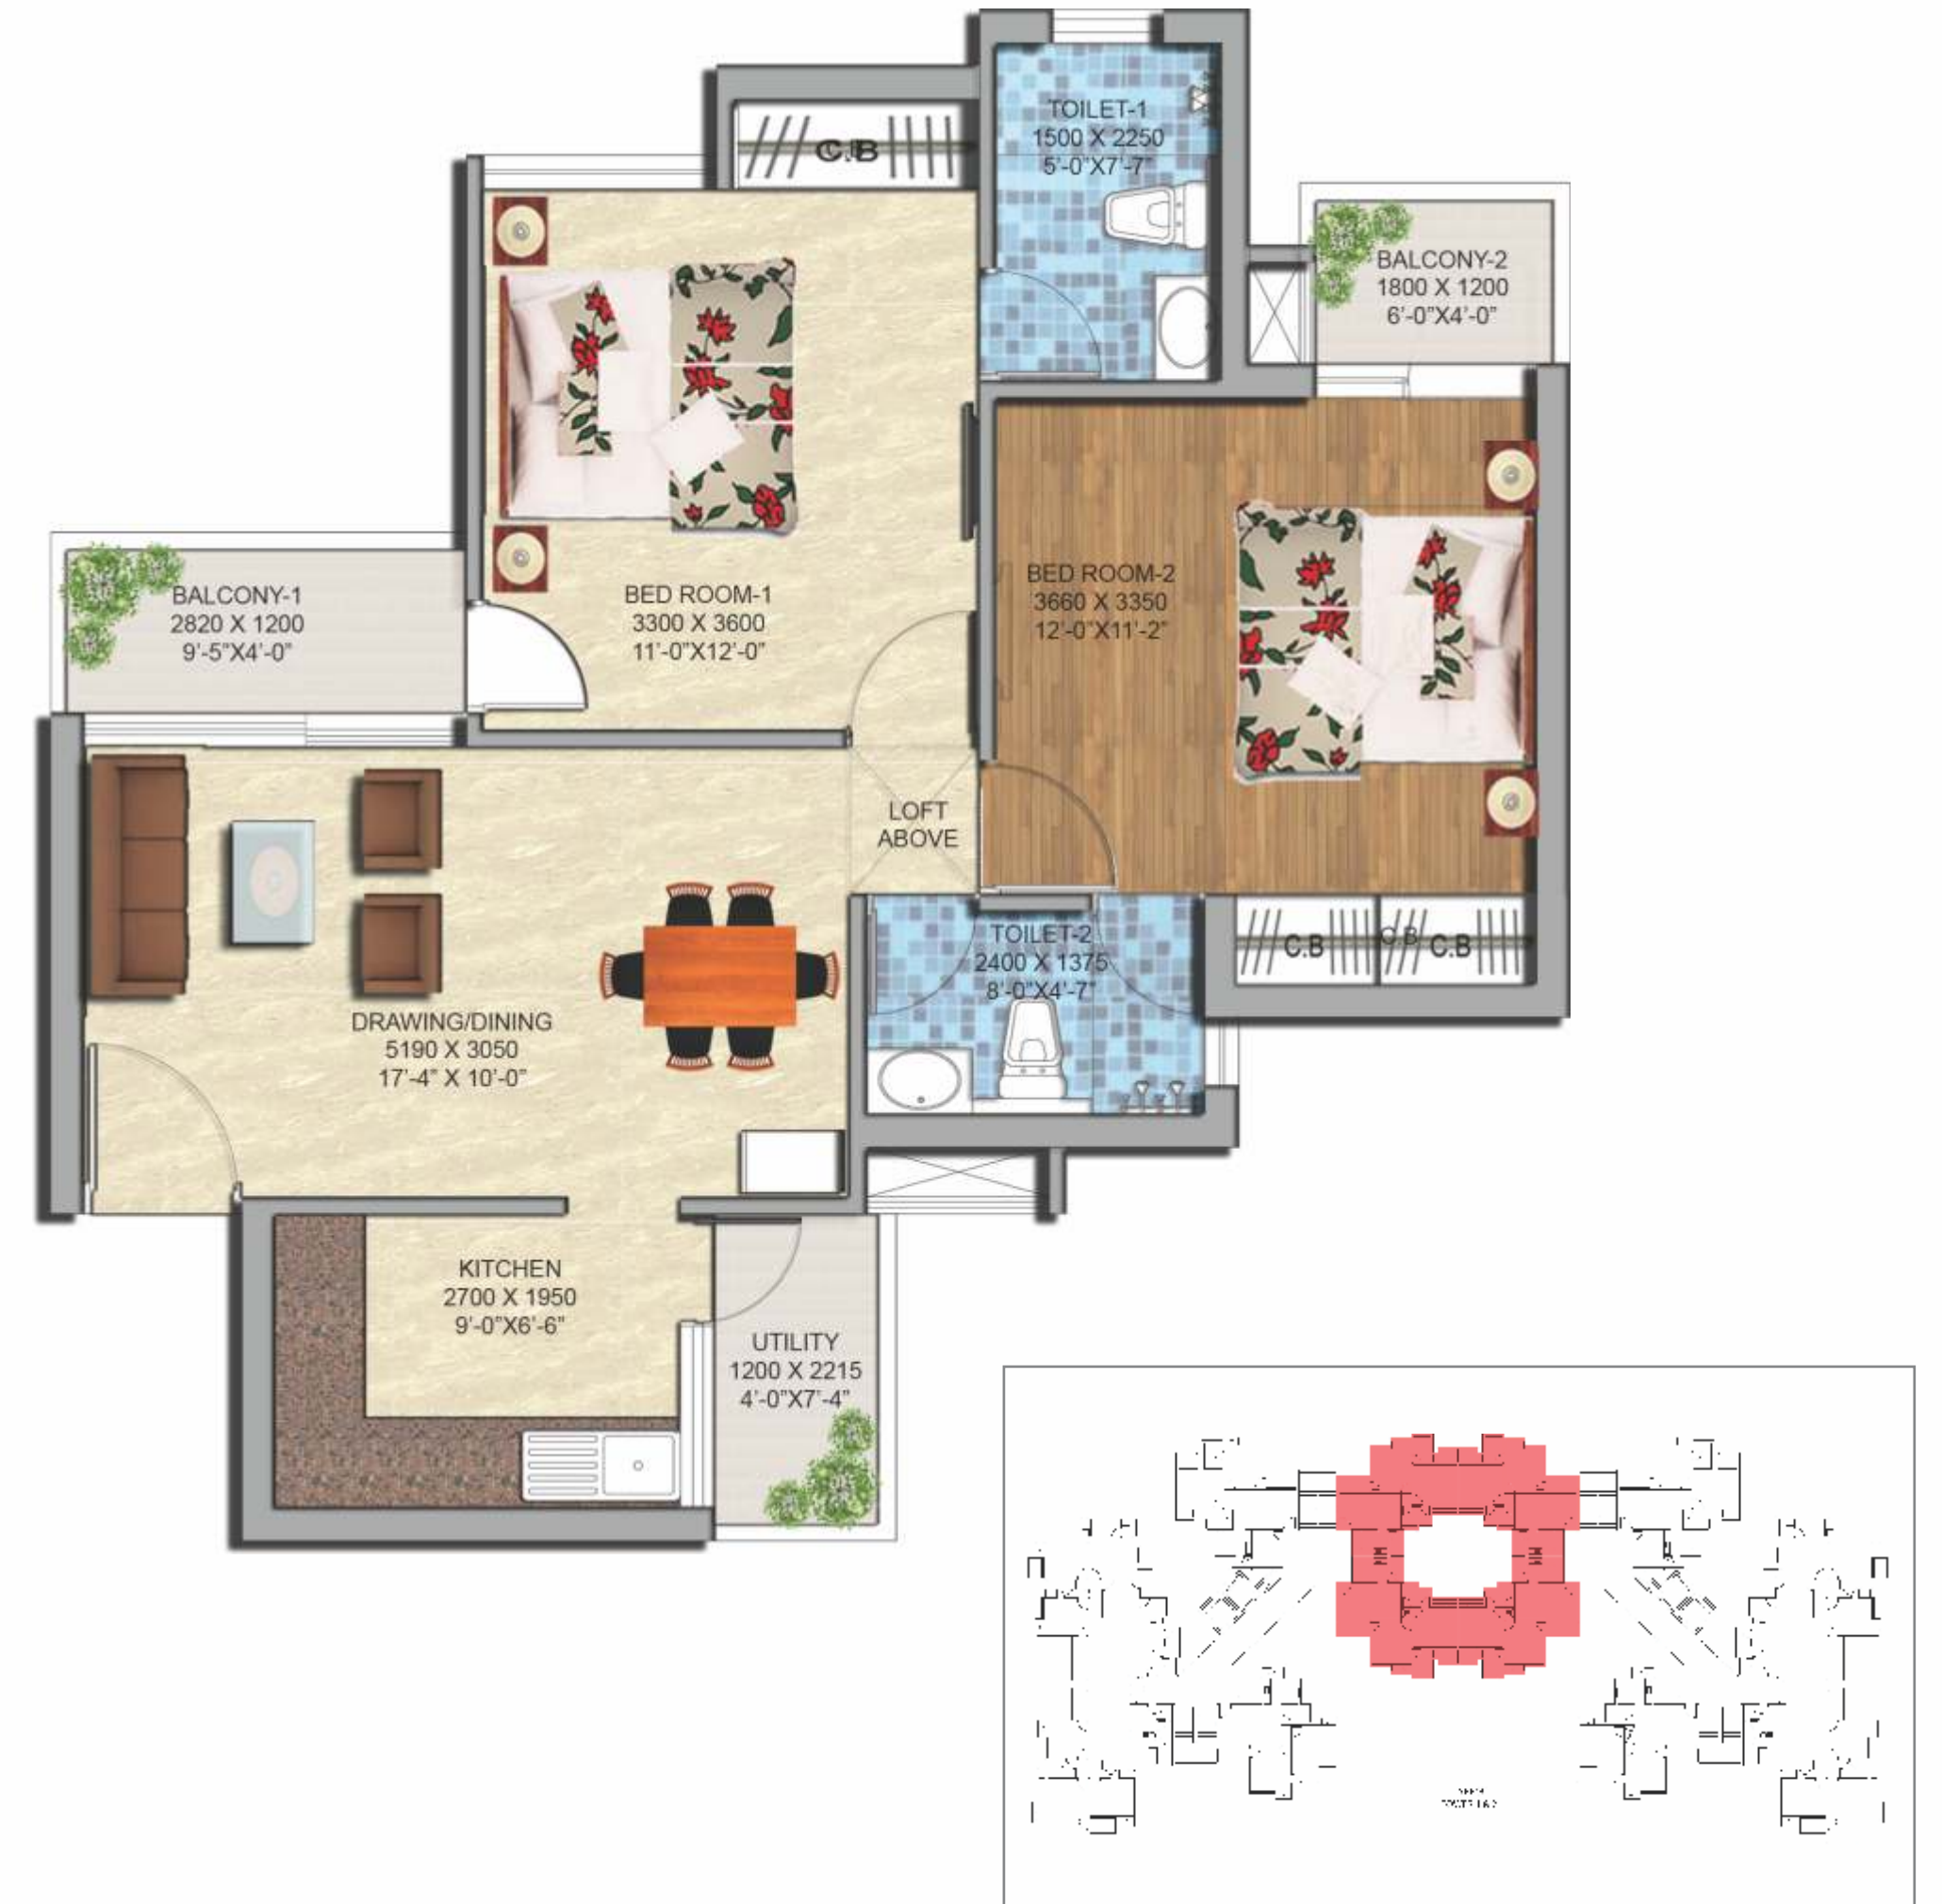 C.B
TOILET-1
1500 X 2250
5'-0"X7'-7"
BALCONY-2
1800 X 1200
6'-0"X4'-0"
BALCONY-1
2820 X 1200
9'-5"X4'-0"
BED ROOM-1
3300 X 3600
11'-0"X12'-0"
BED ROOM-2
3660 X 3350
12'-0"X11'-2"
LOFT
ABOVE
TOILET-2
2400 X 1375
8'-0"X4'-7"
C.B
C.B
C.B
DRAWING/DINING
5190 X 3050
17'-4" X 10'-0"
KITCHEN
2700 X 1950
9'-0"X6'-6"
UTILITY
1200 X 2215
4'-0"X7'-4"